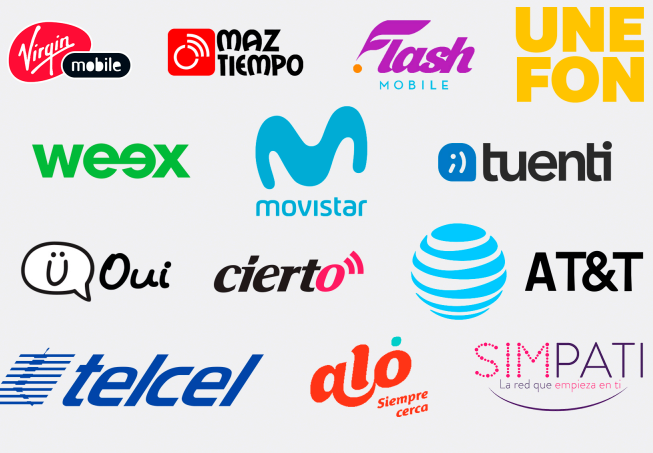 Virgin
mobile
MAZ
TIEMPO
Flash
MOBILE
UNE
FON
weex
movistar
;)
tuenti
Ü
Oui
cierto
AT&T
telcel
aló
Siempre
cerca
SIMPATI
La red que empieza en ti